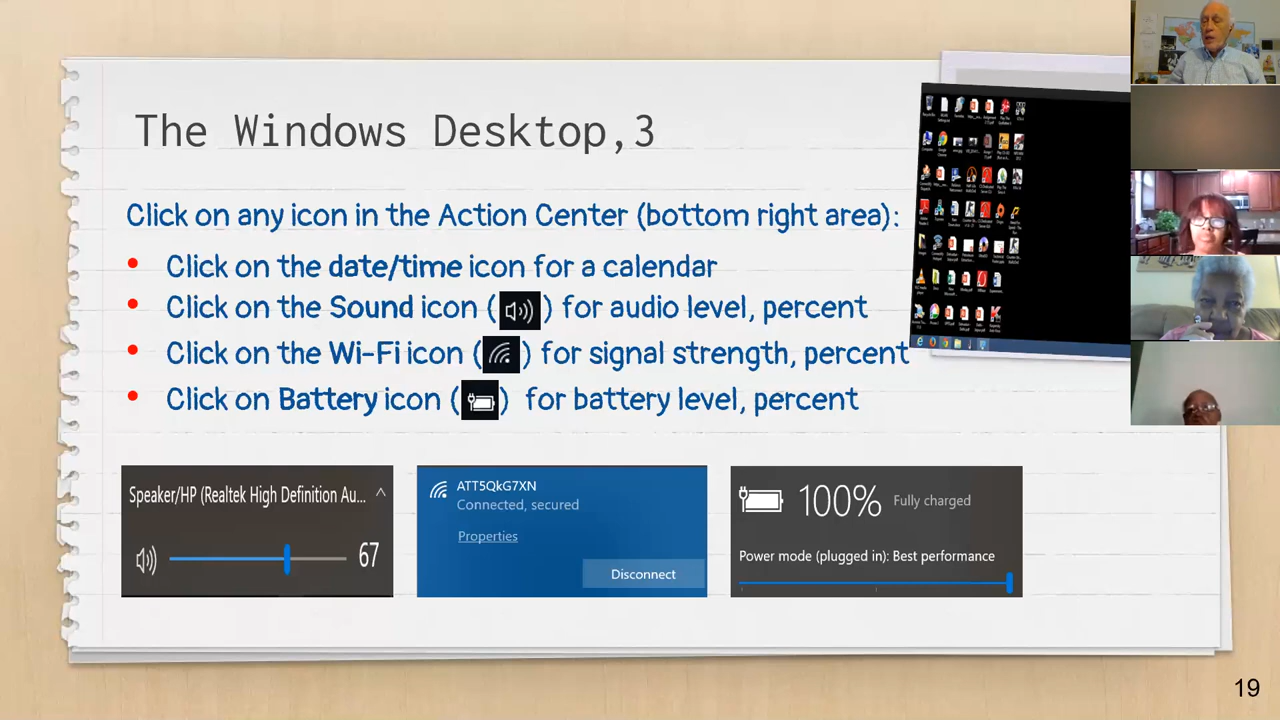 The Windows Desktop,3
Click on any icon in the Action Center (bottom right area):
Click on the date/time icon for a calendar
Click on the Sound icon ( ) for audio level, percent
Click on the Wi-Fi icon ( ) for signal strength, percent
Click on Battery icon ( ) for battery level, percent
Speaker/HP (Realtek High Definition Au...
67
ATT5QkG7XN
Connected, secured
Properties
Disconnect
100% Fully charged
Power mode (plugged in): Best performance
19